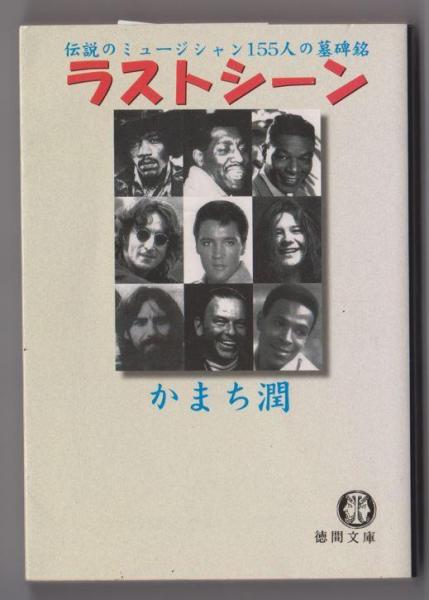 伝説のミュージシャン155人の墓碑銘
ラストシーン
かまち潤
徳間文庫